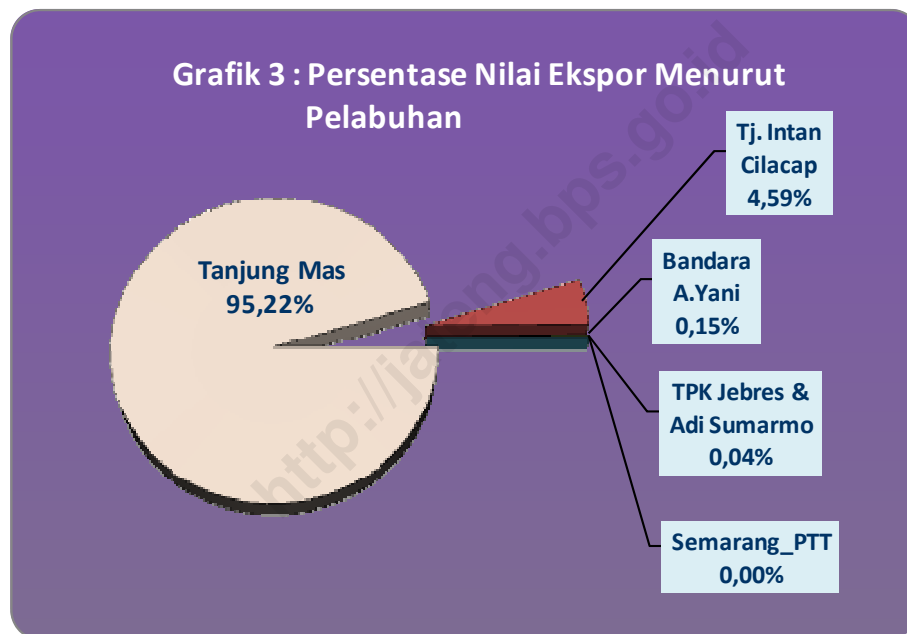 Grafik 3 : Persentase Nilai Ekspor Menurut
Pelabuhan
Tj. Intan
Cilacap
4,59%
Tanjung Mas
95,22%
Bandara
A.Yani
0,15%
TPK Jebres &
Adi Sumarmo
0,04%
Semarang_PTT
0,00%
http://jateng.bps.go.id